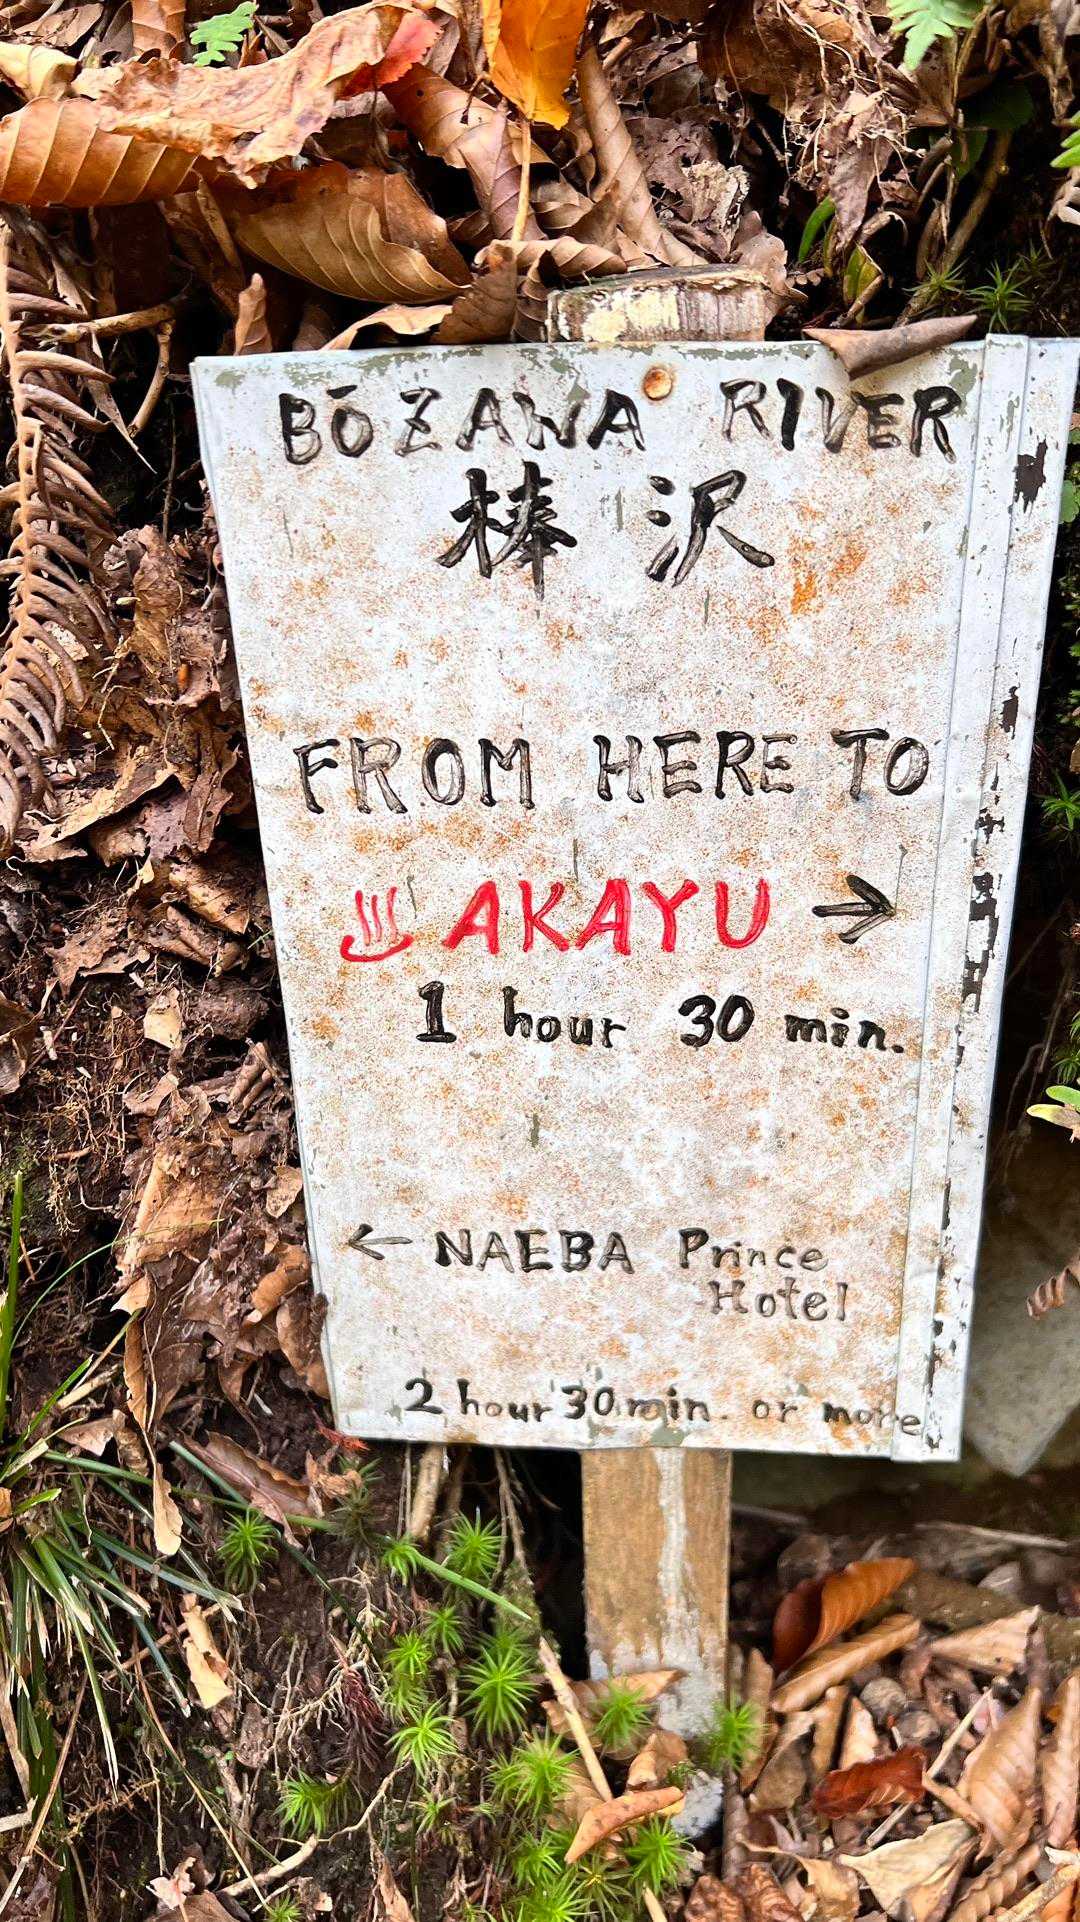 BŌZAWA RIVER
棒沢
FROM HERE TO
♨ AKAYU →
1 hour 30 min.
← NAEBA Prince
Hotel
2 hour 30 min. or more